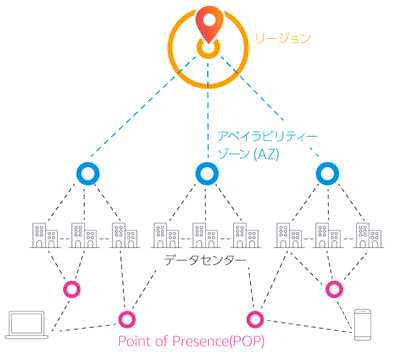 リージョン
アベイラビリティー
ゾーン (AZ)
データセンター
Point of Presence(POP)